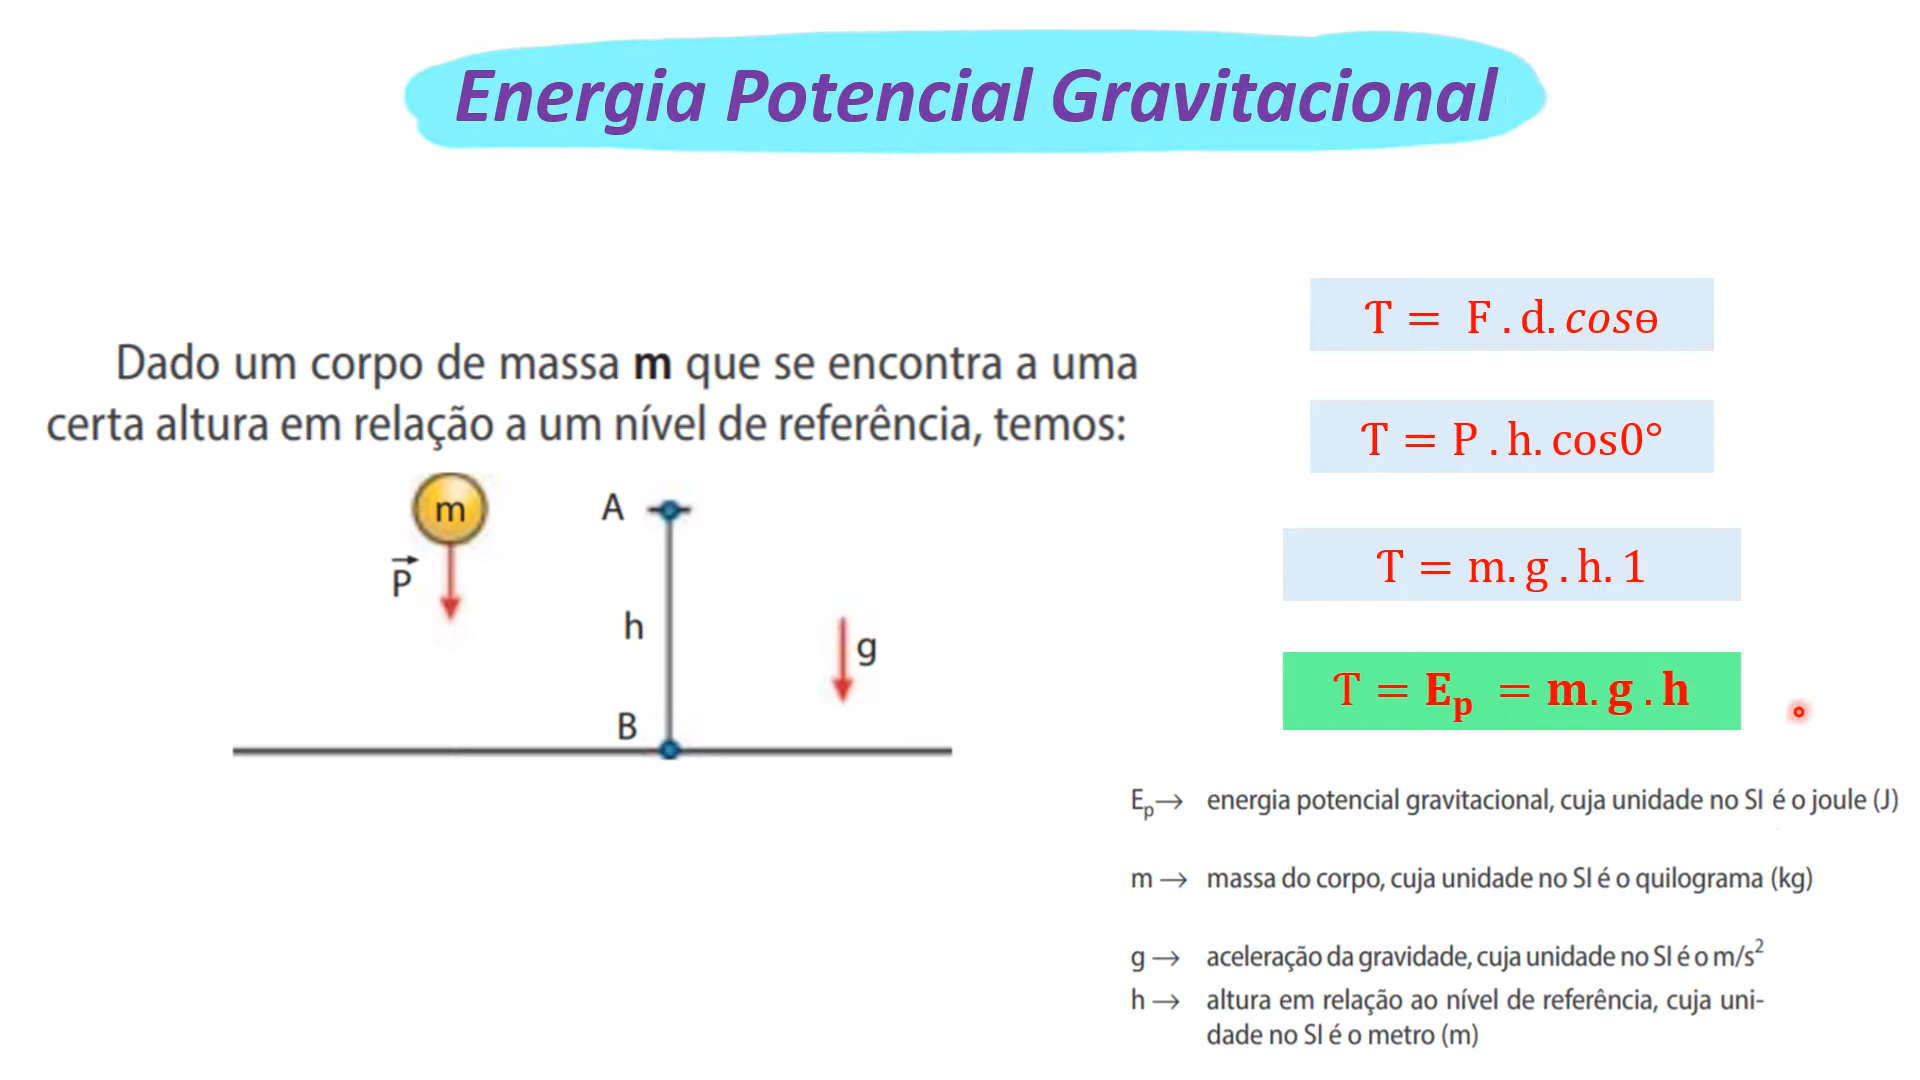 Energia Potencial Gravitacional
Dado um corpo de massa m que se encontra a uma
certa altura em relação a um nível de referência, temos:
m
P
A
h
B
g
T = F . d. cosɵ
T = P . h. cos0°
T = m. g . h. 1
T = Eₚ = m. g . h
Eₚ→ energia potencial gravitacional, cuja unidade no SI é o joule (J)
m → massa do corpo, cuja unidade no SI é o quilograma (kg)
g → aceleração da gravidade, cuja unidade no SI é o m/s²
h → altura em relação ao nível de referência, cuja uni-
dade no SI é o metro (m)